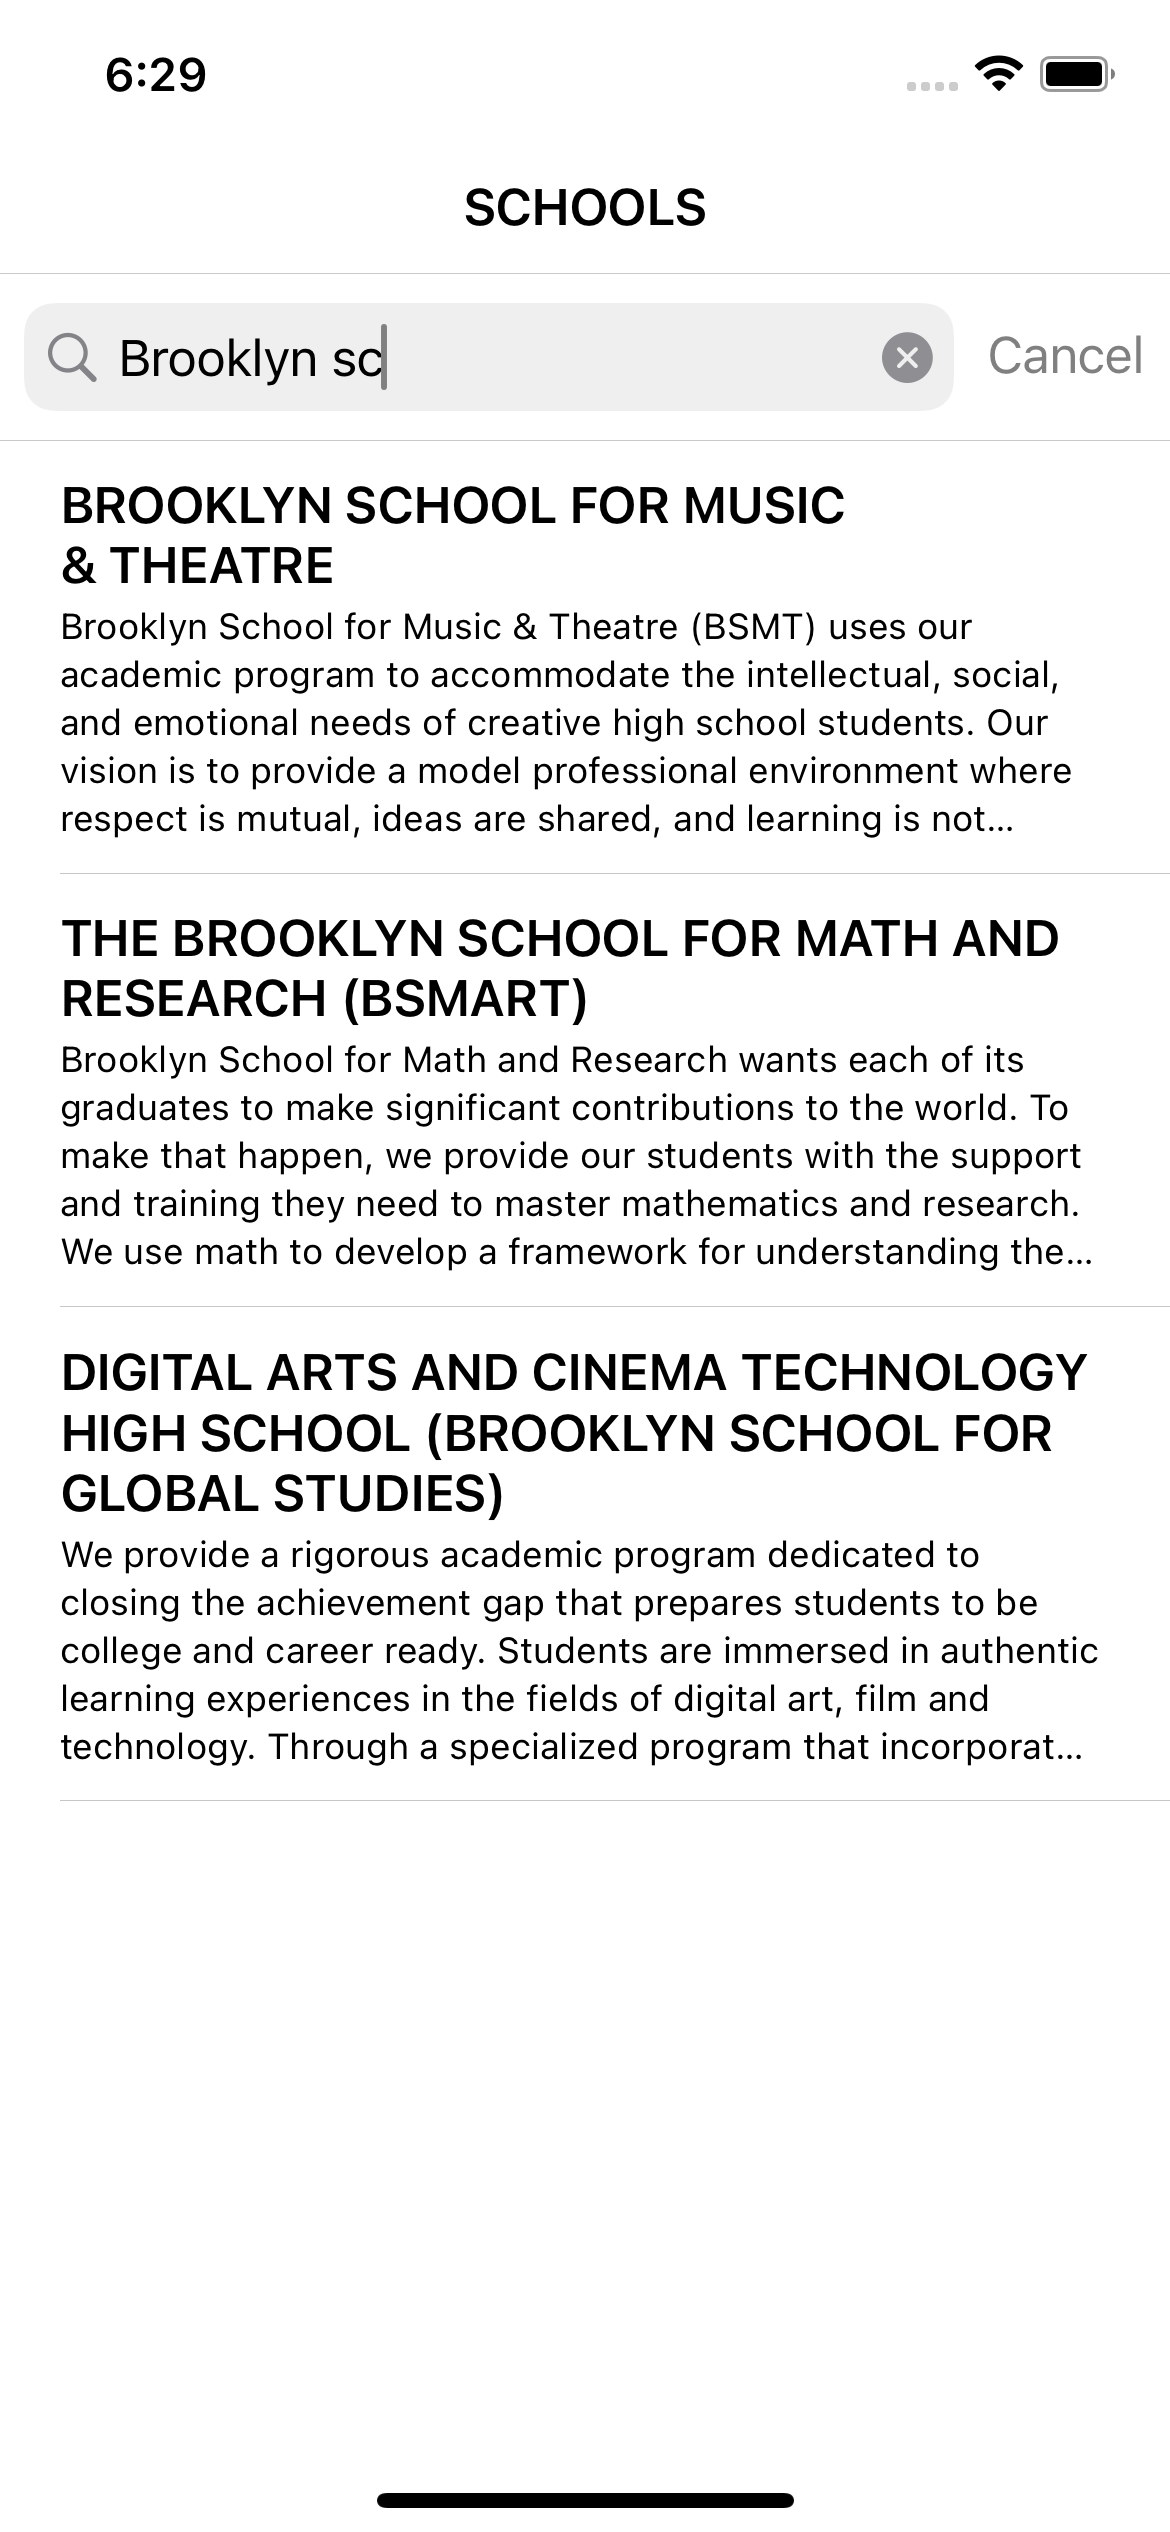 6:29
SCHOOLS
Brooklyn sc
Cancel
BROOKLYN SCHOOL FOR MUSIC
& THEATRE
Brooklyn School for Music & Theatre (BSMT) uses our
academic program to accommodate the intellectual, social,
and emotional needs of creative high school students. Our
vision is to provide a model professional environment where
respect is mutual, ideas are shared, and learning is not...
THE BROOKLYN SCHOOL FOR MATH AND
RESEARCH (BSMART)
Brooklyn School for Math and Research wants each of its
graduates to make significant contributions to the world. To
make that happen, we provide our students with the support
and training they need to master mathematics and research.
We use math to develop a framework for understanding the...
DIGITAL ARTS AND CINEMA TECHNOLOGY
HIGH SCHOOL (BROOKLYN SCHOOL FOR
GLOBAL STUDIES)
We provide a rigorous academic program dedicated to
closing the achievement gap that prepares students to be
college and career ready. Students are immersed in authentic
learning experiences in the fields of digital art, film and
technology. Through a specialized program that incorporat...